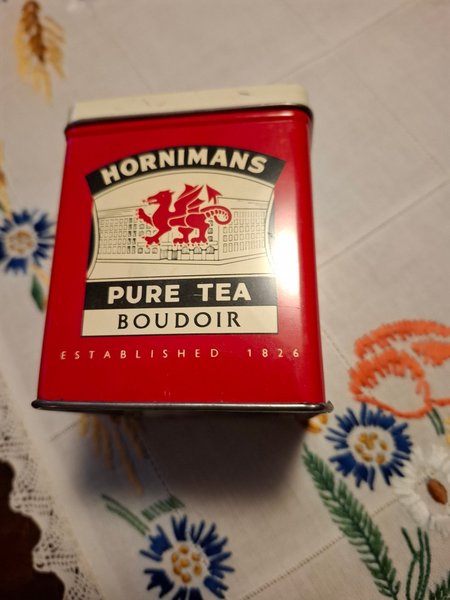 HORNIMANS
PURE TEA
BOUDOIR
ESTABLISHED 1826